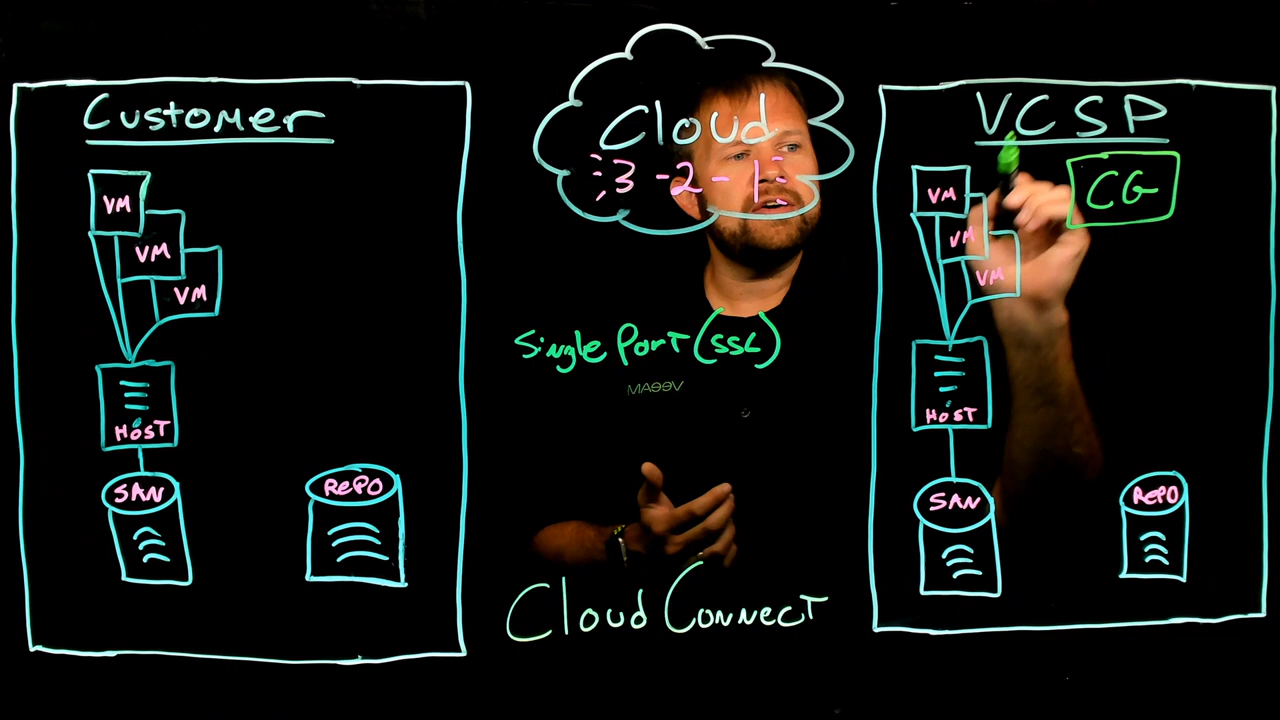 Customer
VM
VM
VM
HOST
SAN
REPO
Cloud
3-2-1
Single Port (SSL)
VEEAM
Cloud Connect
VCSP
CG
VM
VM
VM
HOST
SAN
REPO